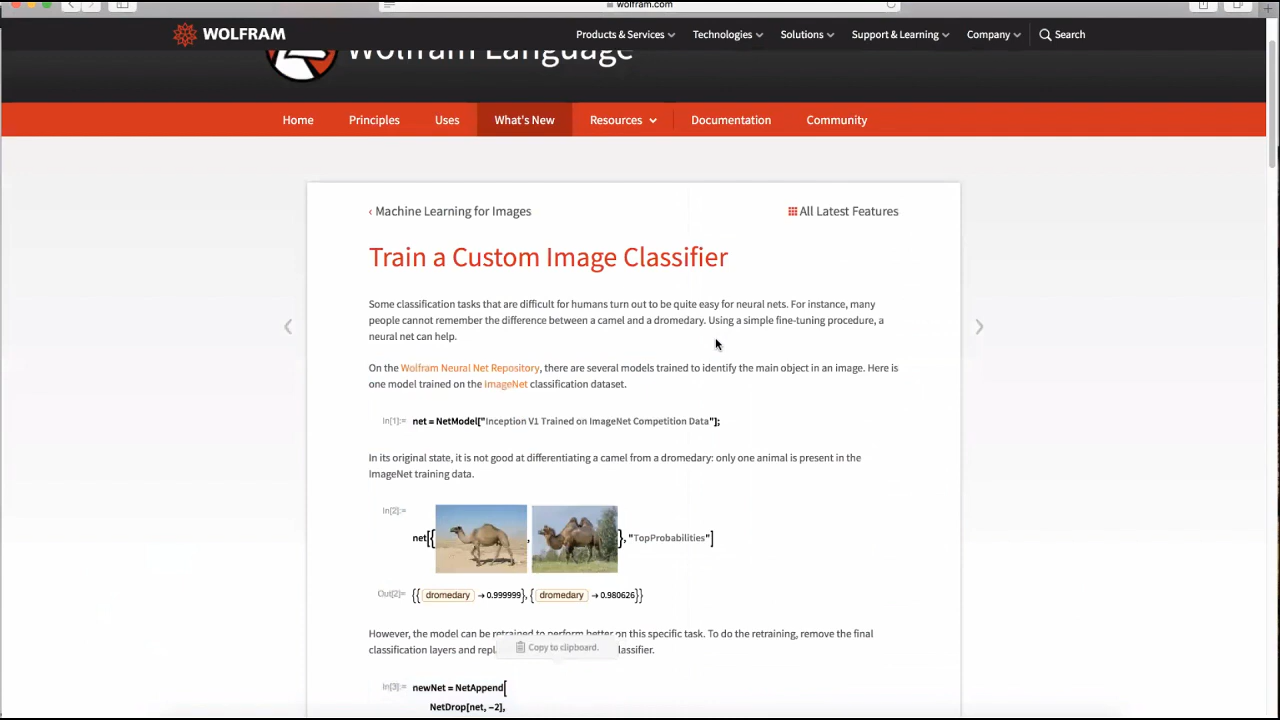 wolfram.com
WOLFRAM
Products & Services
Technologies
Solutions
Support & Learning
Company
Search
Wolfram Language
Home
Principles
Uses
What's New
Resources
Documentation
Community
‹ Machine Learning for Images
All Latest Features
Train a Custom Image Classifier
Some classification tasks that are difficult for humans turn out to be quite easy for neural nets. For instance, many
people cannot remember the difference between a camel and a dromedary. Using a simple fine-tuning procedure, a
neural net can help.
On the Wolfram Neural Net Repository, there are several models trained to identify the main object in an image. Here is
one model trained on the ImageNet classification dataset.
In[1]:= net = NetModel["Inception V1 Trained on ImageNet Competition Data"];
In its original state, it is not good at differentiating a camel from a dromedary: only one animal is present in the
ImageNet training data.
In[2]:=
net[{ , }, "TopProbabilities"]
Out[2]= {{dromedary → 0.999999}, {dromedary → 0.980626}}
However, the model can be retrained to perform better on this specific task. To do the retraining, remove the final
classification layers and repl
Copy to clipboard.
lassifier.
In[3]:= newNet = NetAppend[
NetDrop[net, −2],